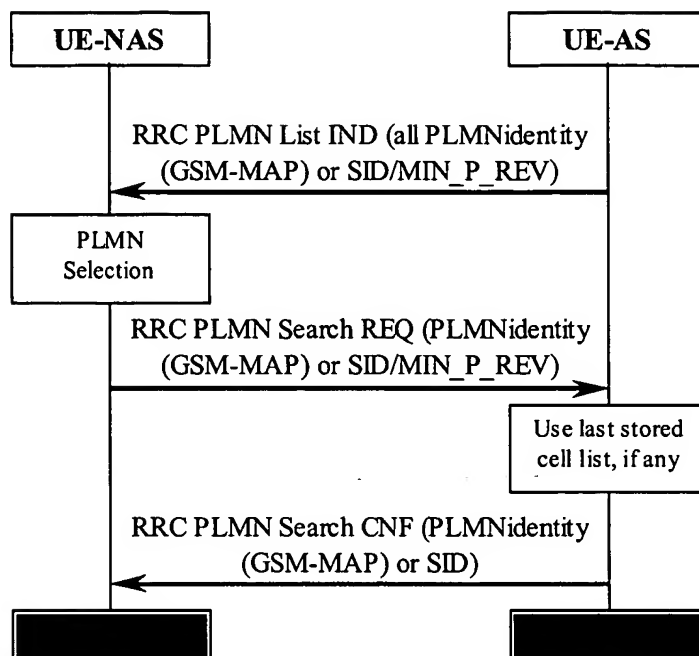 UE-NAS
UE-AS
RRC PLMN List IND (all PLMNidentity
(GSM-MAP) or SID/MIN_P_REV)
PLMN
Selection
RRC PLMN Search REQ (PLMNidentity
(GSM-MAP) or SID/MIN_P_REV)
Use last stored
cell list, if any
RRC PLMN Search CNF (PLMNidentity
(GSM-MAP) or SID)